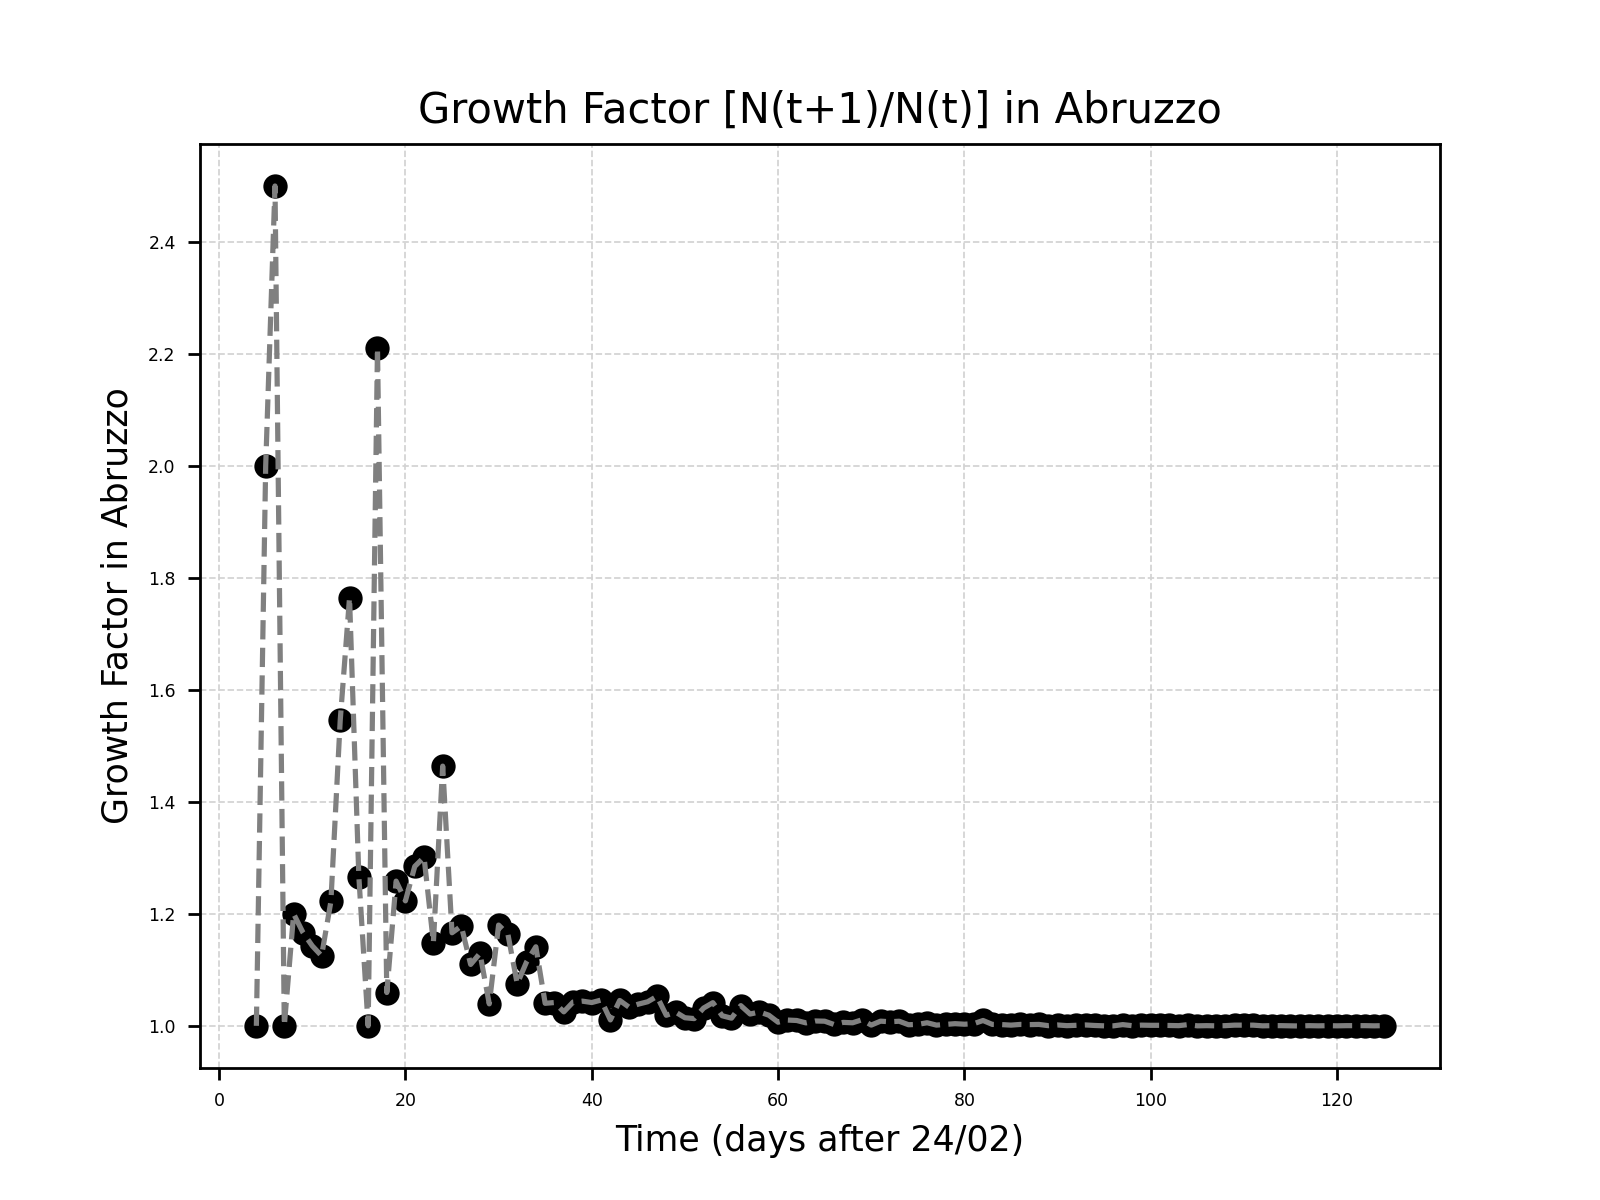 Growth Factor [N(t+1)/N(t)] in Abruzzo
Growth Factor in Abruzzo
2.4
2.2
2.0
1.8
1.6
1.4
1.2
1.0
0 20 40 60 80 100 120
Time (days after 24/02)